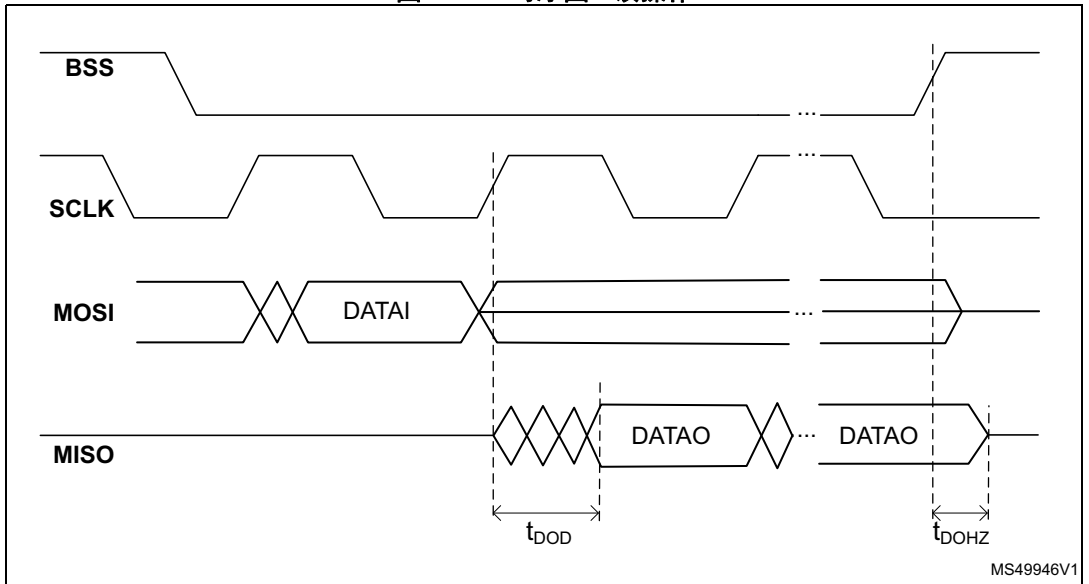 BSS
...
...
SCLK
MOSI
DATAI
...
MISO
DATAO
...
DATAO
tDOD
tDOHZ
MS49946V1